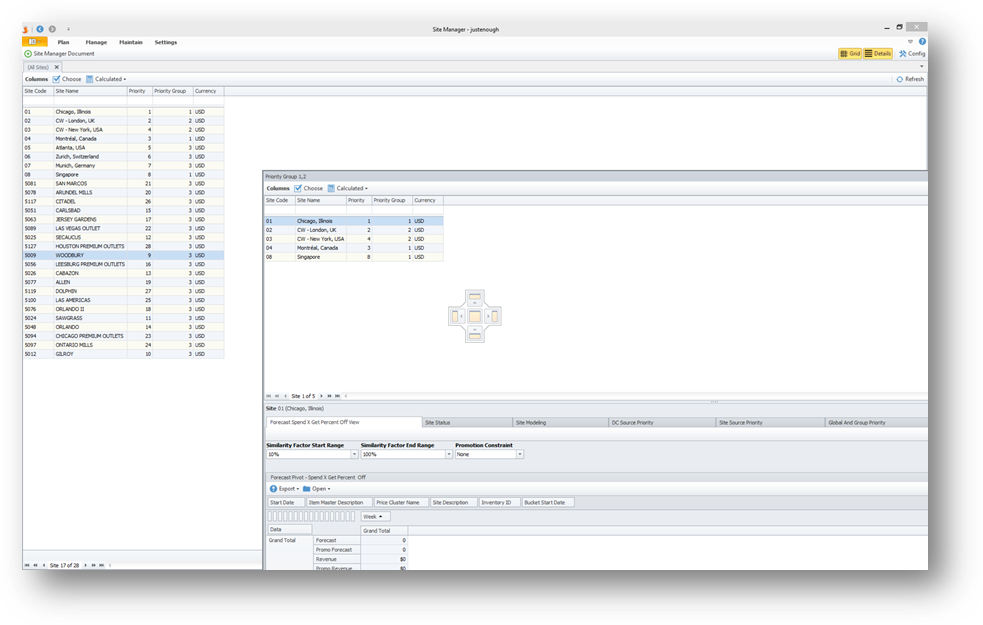 Site Manager - justenough
Plan Manage Maintain Settings
Site Manager Document Grid Details Config
(All Sites)
Columns Choose Calculated Refresh
Site Code Site Name Priority Priority Group Currency
01 Chicago, Illinois 1 1 USD
02 CW - London, UK 2 2 USD
03 CW - New York, USA 4 2 USD
04 Montréal, Canada 3 1 USD
05 Atlanta, USA 5 3 USD
06 Zurich, Switzerland 6 3 USD
07 Munich, Germany 7 3 USD
08 Singapore 8 1 USD
5081 SAN MARCOS 21 3 USD
5078 ARUNDEL MILLS 20 3 USD
5117 CITADEL 26 3 USD
5051 CARLSBAD 15 3 USD
5063 JERSEY GARDENS 17 3 USD
5089 LAS VEGAS OUTLET 22 3 USD
5025 SECAUCUS 12 3 USD
5127 HOUSTON PREMIUM OUTLETS 28 3 USD
5009 WOODBURY 9 3 USD
5056 LEESBURG PREMIUM OUTLETS 16 3 USD
5026 CABAZON 13 3 USD
5077 ALLEN 19 3 USD
5119 DOLPHIN 27 3 USD
5100 LAS AMERICAS 25 3 USD
5076 ORLANDO II 18 3 USD
5024 SAWGRASS 11 3 USD
5048 ORLANDO 14 3 USD
5094 CHICAGO PREMIUM OUTLETS 23 3 USD
5097 ONTARIO MILLS 24 3 USD
5012 GILROY 10 3 USD
Site 17 of 28
Priority Group 1,2
Columns Choose Calculated
Site Code Site Name Priority Priority Group Currency
01 Chicago, Illinois 1 1 USD
02 CW - London, UK 2 2 USD
03 CW - New York, USA 4 2 USD
04 Montréal, Canada 3 1 USD
08 Singapore 8 1 USD
Site 1 of 5
Site 01 (Chicago, Illinois)
Forecast Spend X Get Percent Off View Site Status Site Modeling DC Source Priority Site Source Priority Global And Group Priority
Similarity Factor Start Range Similarity Factor End Range Promotion Constraint
10% 100% None
Forecast Pivot - Spend X Get Percent Off
Export Open
Start Date Item Master Description Price Cluster Name Site Description Inventory ID Bucket Start Date
Week
Data Grand Total
Grand Total Forecast 0
Promo Forecast 0
Revenue $0
Promo Revenue $0